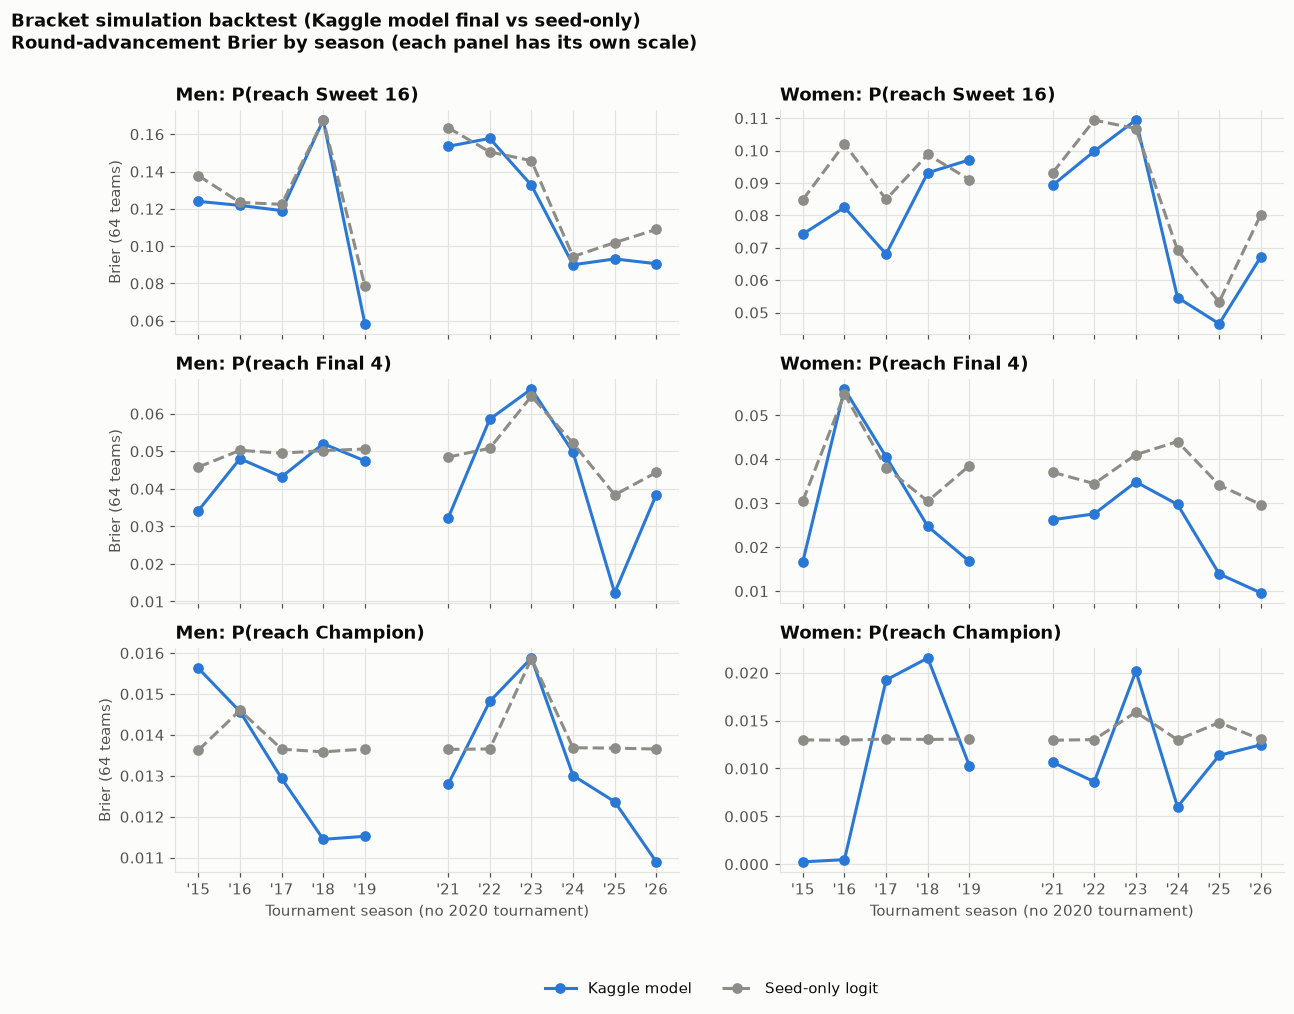 Bracket simulation backtest (Kaggle model final vs seed-only)
Round-advancement Brier by season (each panel has its own scale)
Men: P(reach Sweet 16)
Brier (64 teams)
0.16
0.14
0.12
0.10
0.08
0.06
Women: P(reach Sweet 16)
0.11
0.10
0.09
0.08
0.07
0.06
0.05
Men: P(reach Final 4)
Brier (64 teams)
0.06
0.05
0.04
0.03
0.02
0.01
Women: P(reach Final 4)
0.05
0.04
0.03
0.02
0.01
Men: P(reach Champion)
Brier (64 teams)
0.016
0.015
0.014
0.013
0.012
0.011
'15 '16 '17 '18 '19 '21 '22 '23 '24 '25 '26
Tournament season (no 2020 tournament)
Women: P(reach Champion)
0.020
0.015
0.010
0.005
0.000
'15 '16 '17 '18 '19 '21 '22 '23 '24 '25 '26
Tournament season (no 2020 tournament)
Kaggle model Seed-only logit